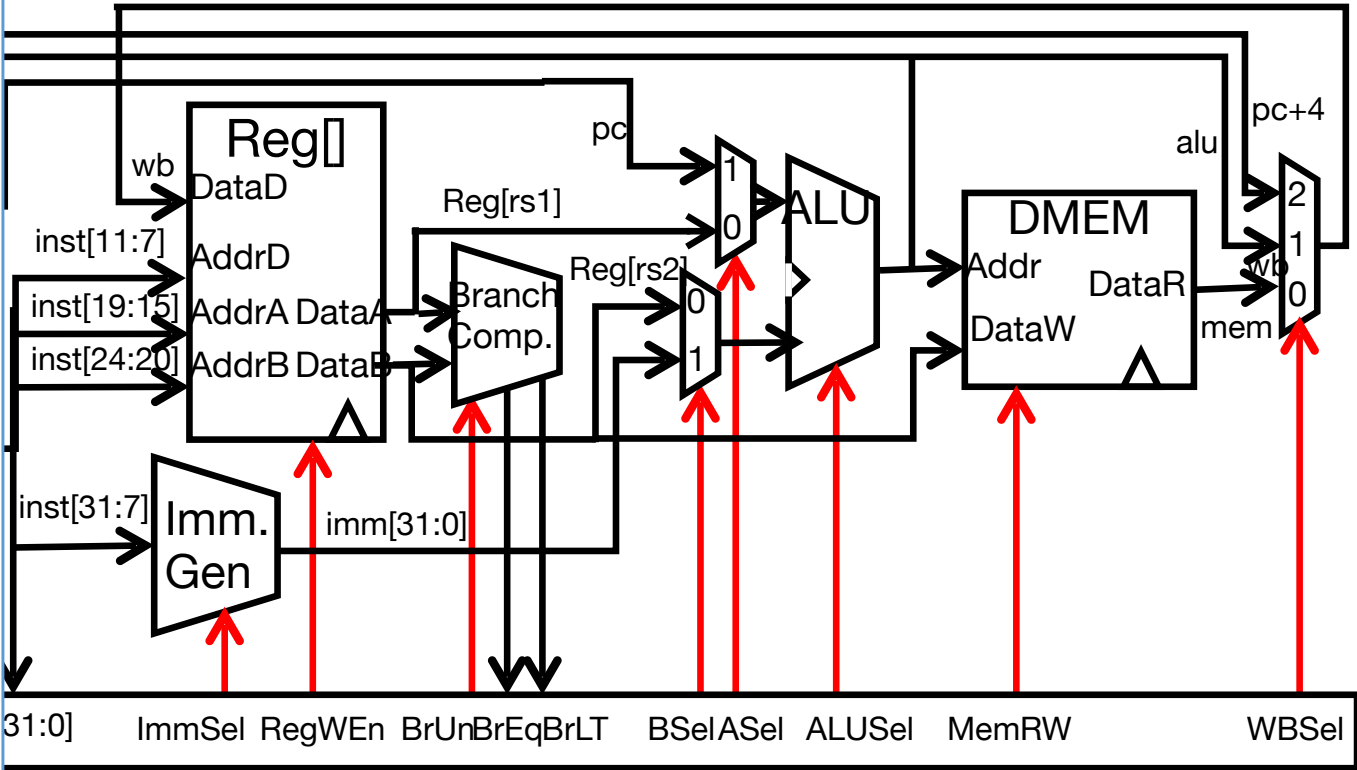 pc+4
pc
alu
Reg[]
wb
DataD
1
ALU
2
Reg[rs1]
DMEM
0
inst[11:7]
1
AddrD
Reg[rs2]
Addr
wb
DataR
Branch
Comp.
0
0
inst[19:15]
AddrA DataA
DataW
mem
inst[24:20]
AddrB DataB
1
inst[31:7]
Imm.
Gen
imm[31:0]
31:0]
ImmSel
RegWEn
BrUn
BrEq
BrLT
BSel
ASel
ALUSel
MemRW
WBSel